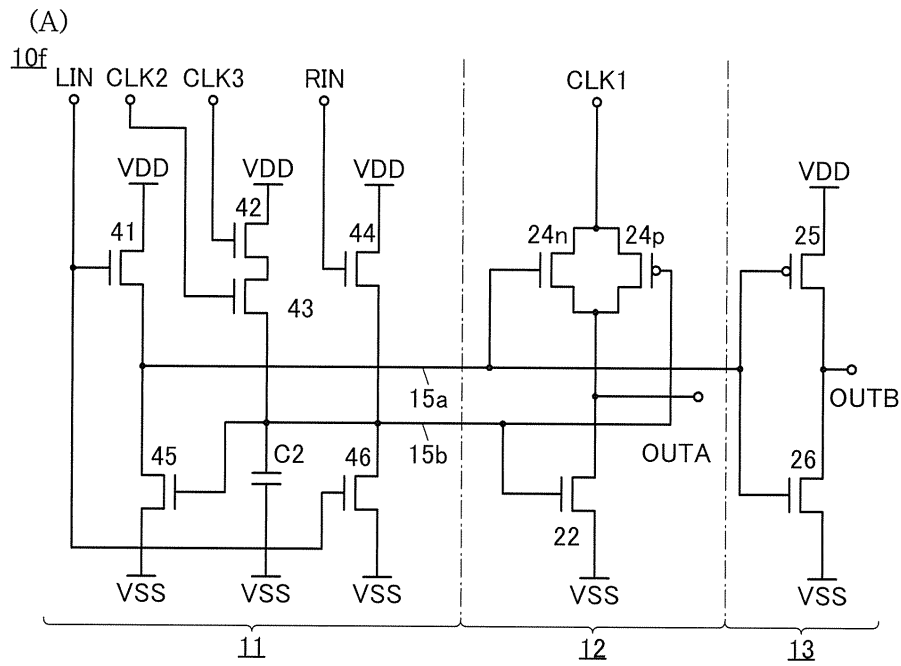 (A)
10f
LIN CLK2 CLK3 RIN CLK1
VDD VDD VDD VDD
41 42 44 24n 24p 25
43
15a OUTB
15b OUTA
45 C2 46 26
22
VSS VSS VSS VSS VSS
11 12 13